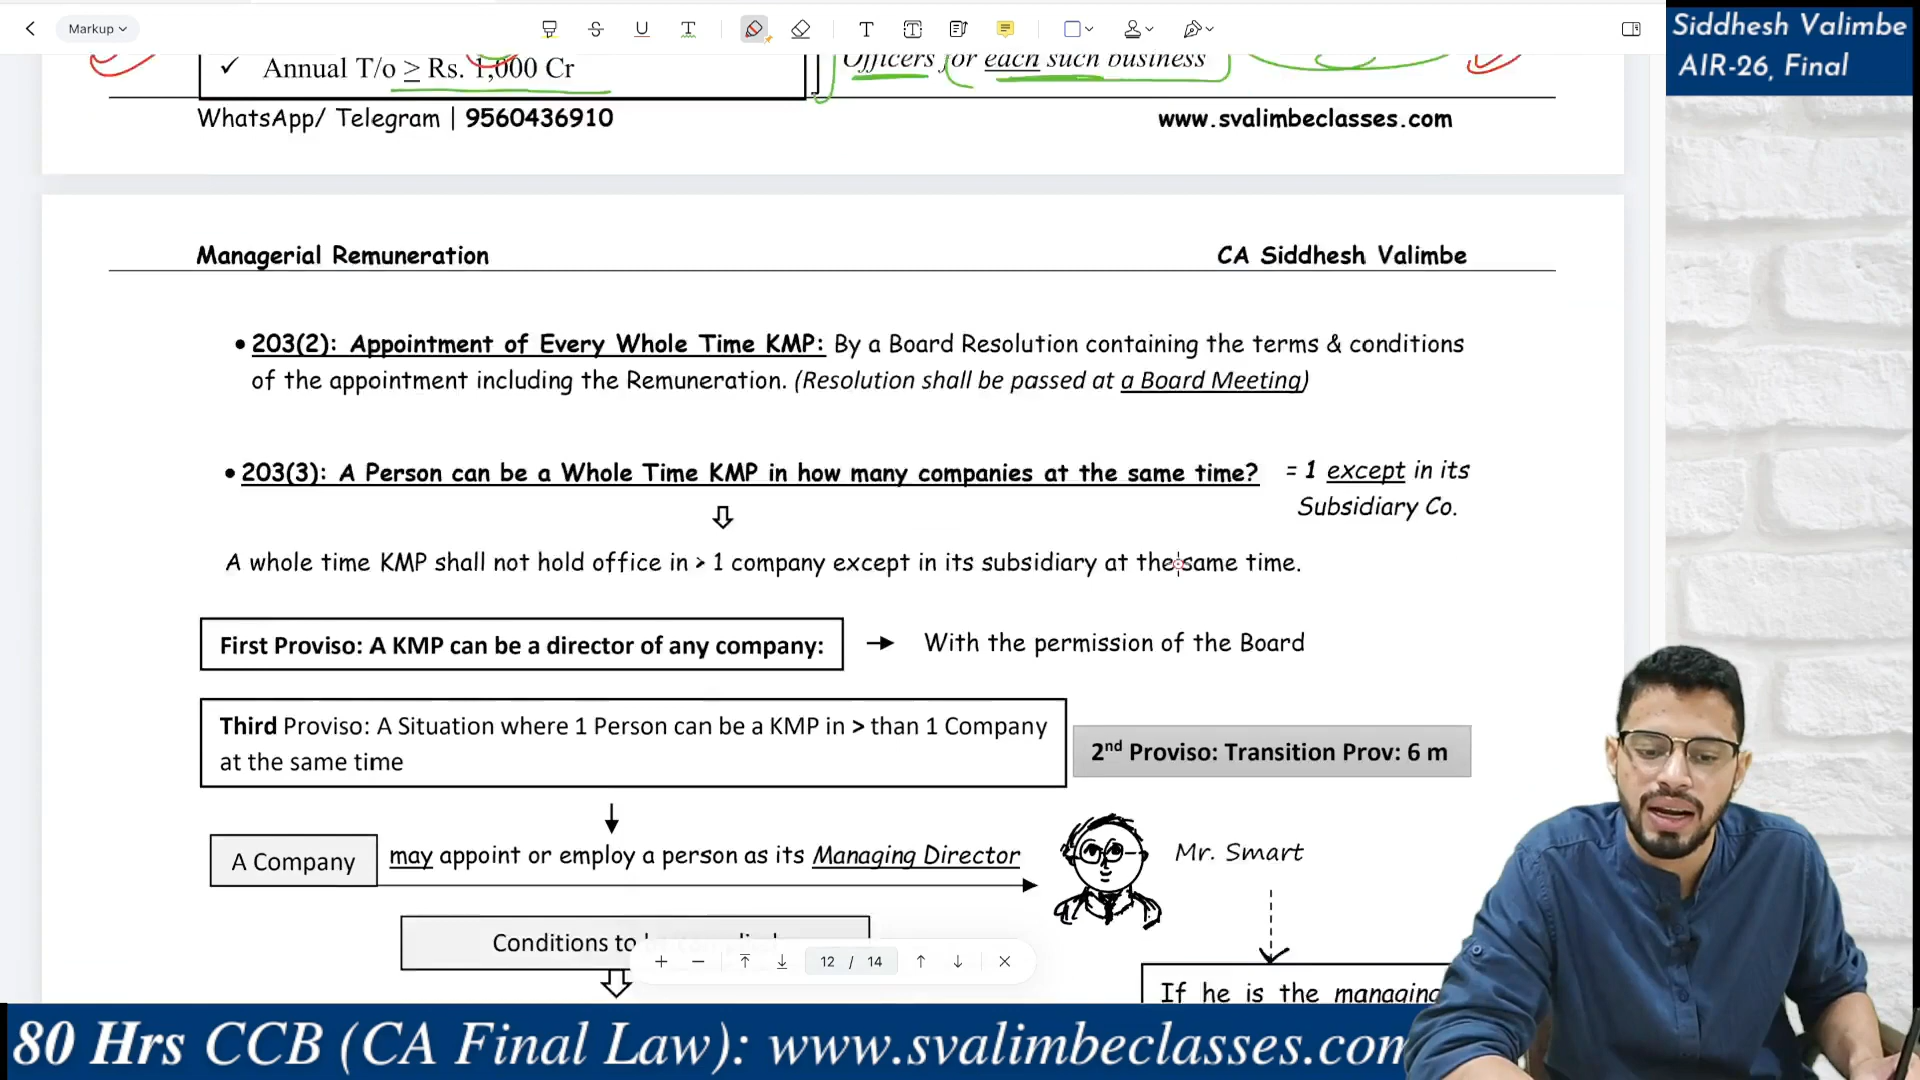 Markup
Siddhesh Valimbe
AIR-26, Final
✓ Annual T/o ≥ Rs. 1,000 Cr
Officers for each such business
WhatsApp/ Telegram | 9560436910
www.svalimbeclasses.com
Managerial Remuneration
CA Siddhesh Valimbe
• 203(2): Appointment of Every Whole Time KMP: By a Board Resolution containing the terms & conditions
of the appointment including the Remuneration. (Resolution shall be passed at a Board Meeting)
• 203(3): A Person can be a Whole Time KMP in how many companies at the same time? = 1 except in its
Subsidiary Co.
A whole time KMP shall not hold office in > 1 company except in its subsidiary at the same time.
First Proviso: A KMP can be a director of any company: → With the permission of the Board
Third Proviso: A Situation where 1 Person can be a KMP in > than 1 Company
at the same time
2nd Proviso: Transition Prov: 6 m
A Company may appoint or employ a person as its Managing Director
Mr. Smart
Conditions to
12 / 14
If he is the managing
80 Hrs CCB (CA Final Law): www.svalimbeclasses.com